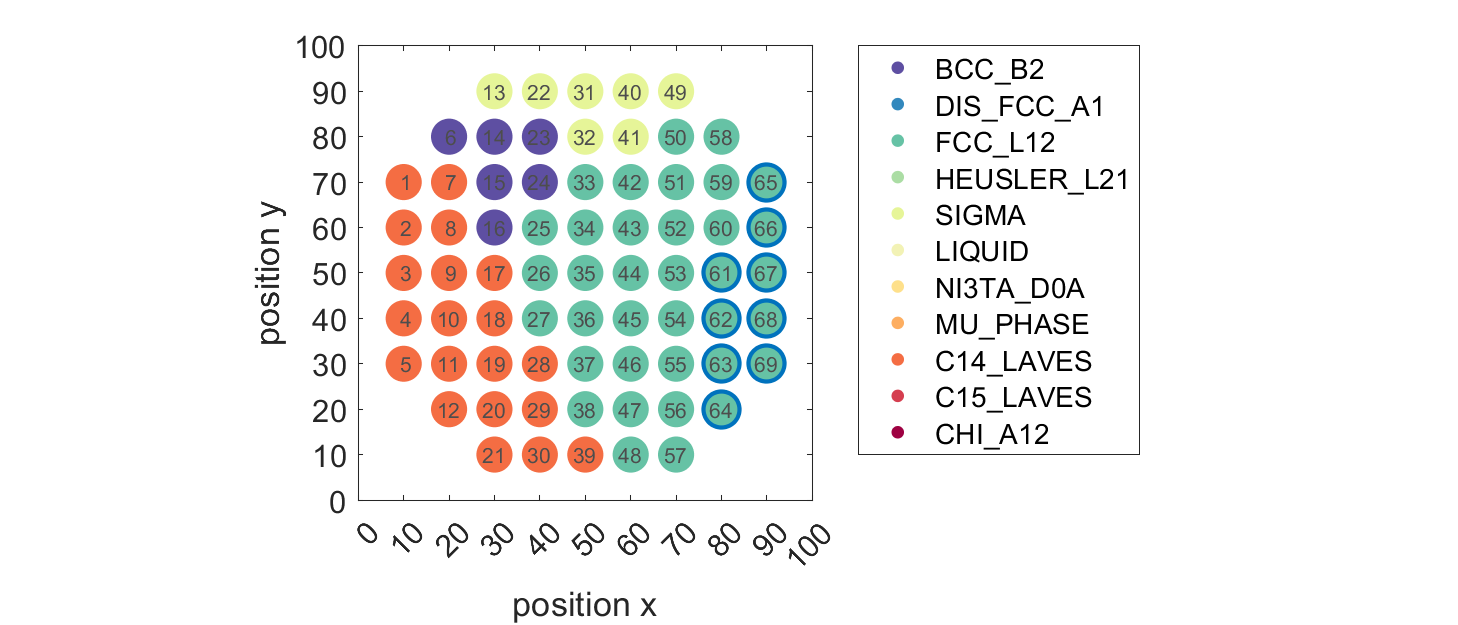 100
90 13 22 31 40 49
80 6 14 23 32 41 50 58
70 1 7 15 24 33 42 51 59 65
60 2 8 16 25 34 43 52 60 66
50 3 9 17 26 35 44 53 61 67
40 4 10 18 27 36 45 54 62 68
30 5 11 19 28 37 46 55 63 69
20 12 20 29 38 47 56 64
10 21 30 39 48 57
0
0 10 20 30 40 50 60 70 80 90 100
position x
position y
BCC_B2
DIS_FCC_A1
FCC_L12
HEUSLER_L21
SIGMA
LIQUID
NI3TA_D0A
MU_PHASE
C14_LAVES
C15_LAVES
CHI_A12